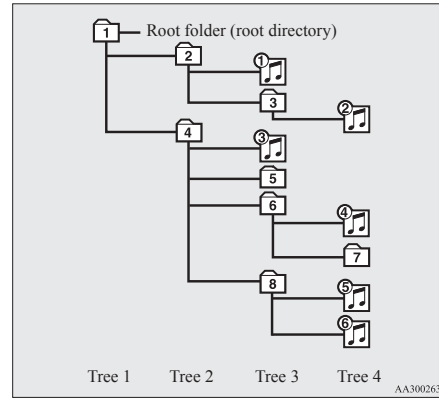 1 Root folder (root directory)
2 ①
3 ②
4 ③
5
6 ④
7
8 ⑤
⑥
Tree 1 Tree 2 Tree 3 Tree 4
AA300263